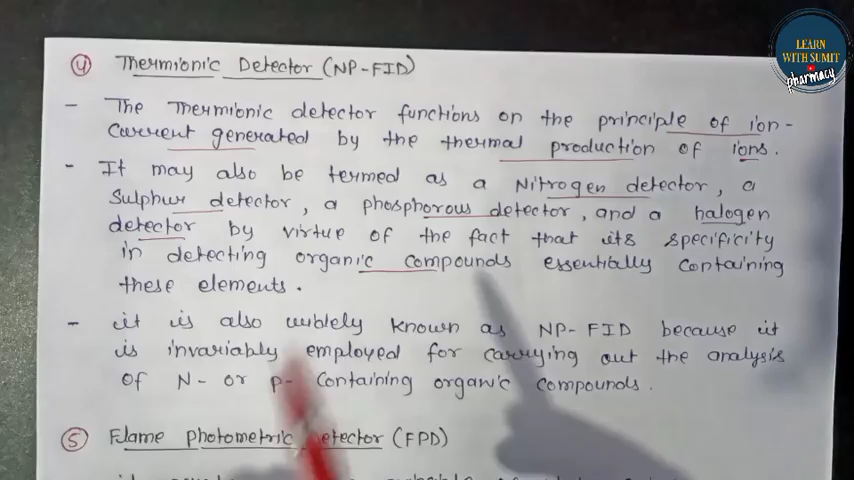 LEARN
WITH SUMIT
pharmacy
4 Thermionic Detector (NP-FID)
- The Thermionic detector functions on the principle of ion-
current generated by the thermal production of ions.
- It may also be termed as a Nitrogen detector, a
Sulphur detector, a phosphorous detector, and a halogen
detector by virtue of the fact that its specificity
in detecting organic compounds essentially containing
these elements.
- it is also widely known as NP-FID because it
is invariably employed for carrying out the analysis
of N- or p- containing organic compounds.
5 Flame photometric etector (FPD)